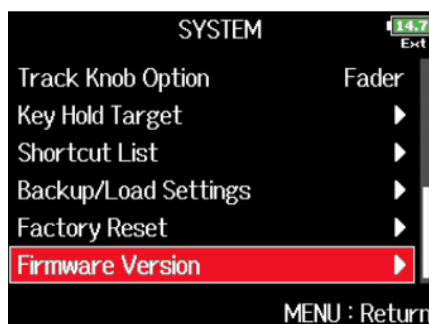 SYSTEM
14.7
Ext
Track Knob Option Fader
Key Hold Target
Shortcut List
Backup/Load Settings
Factory Reset
Firmware Version
MENU : Return